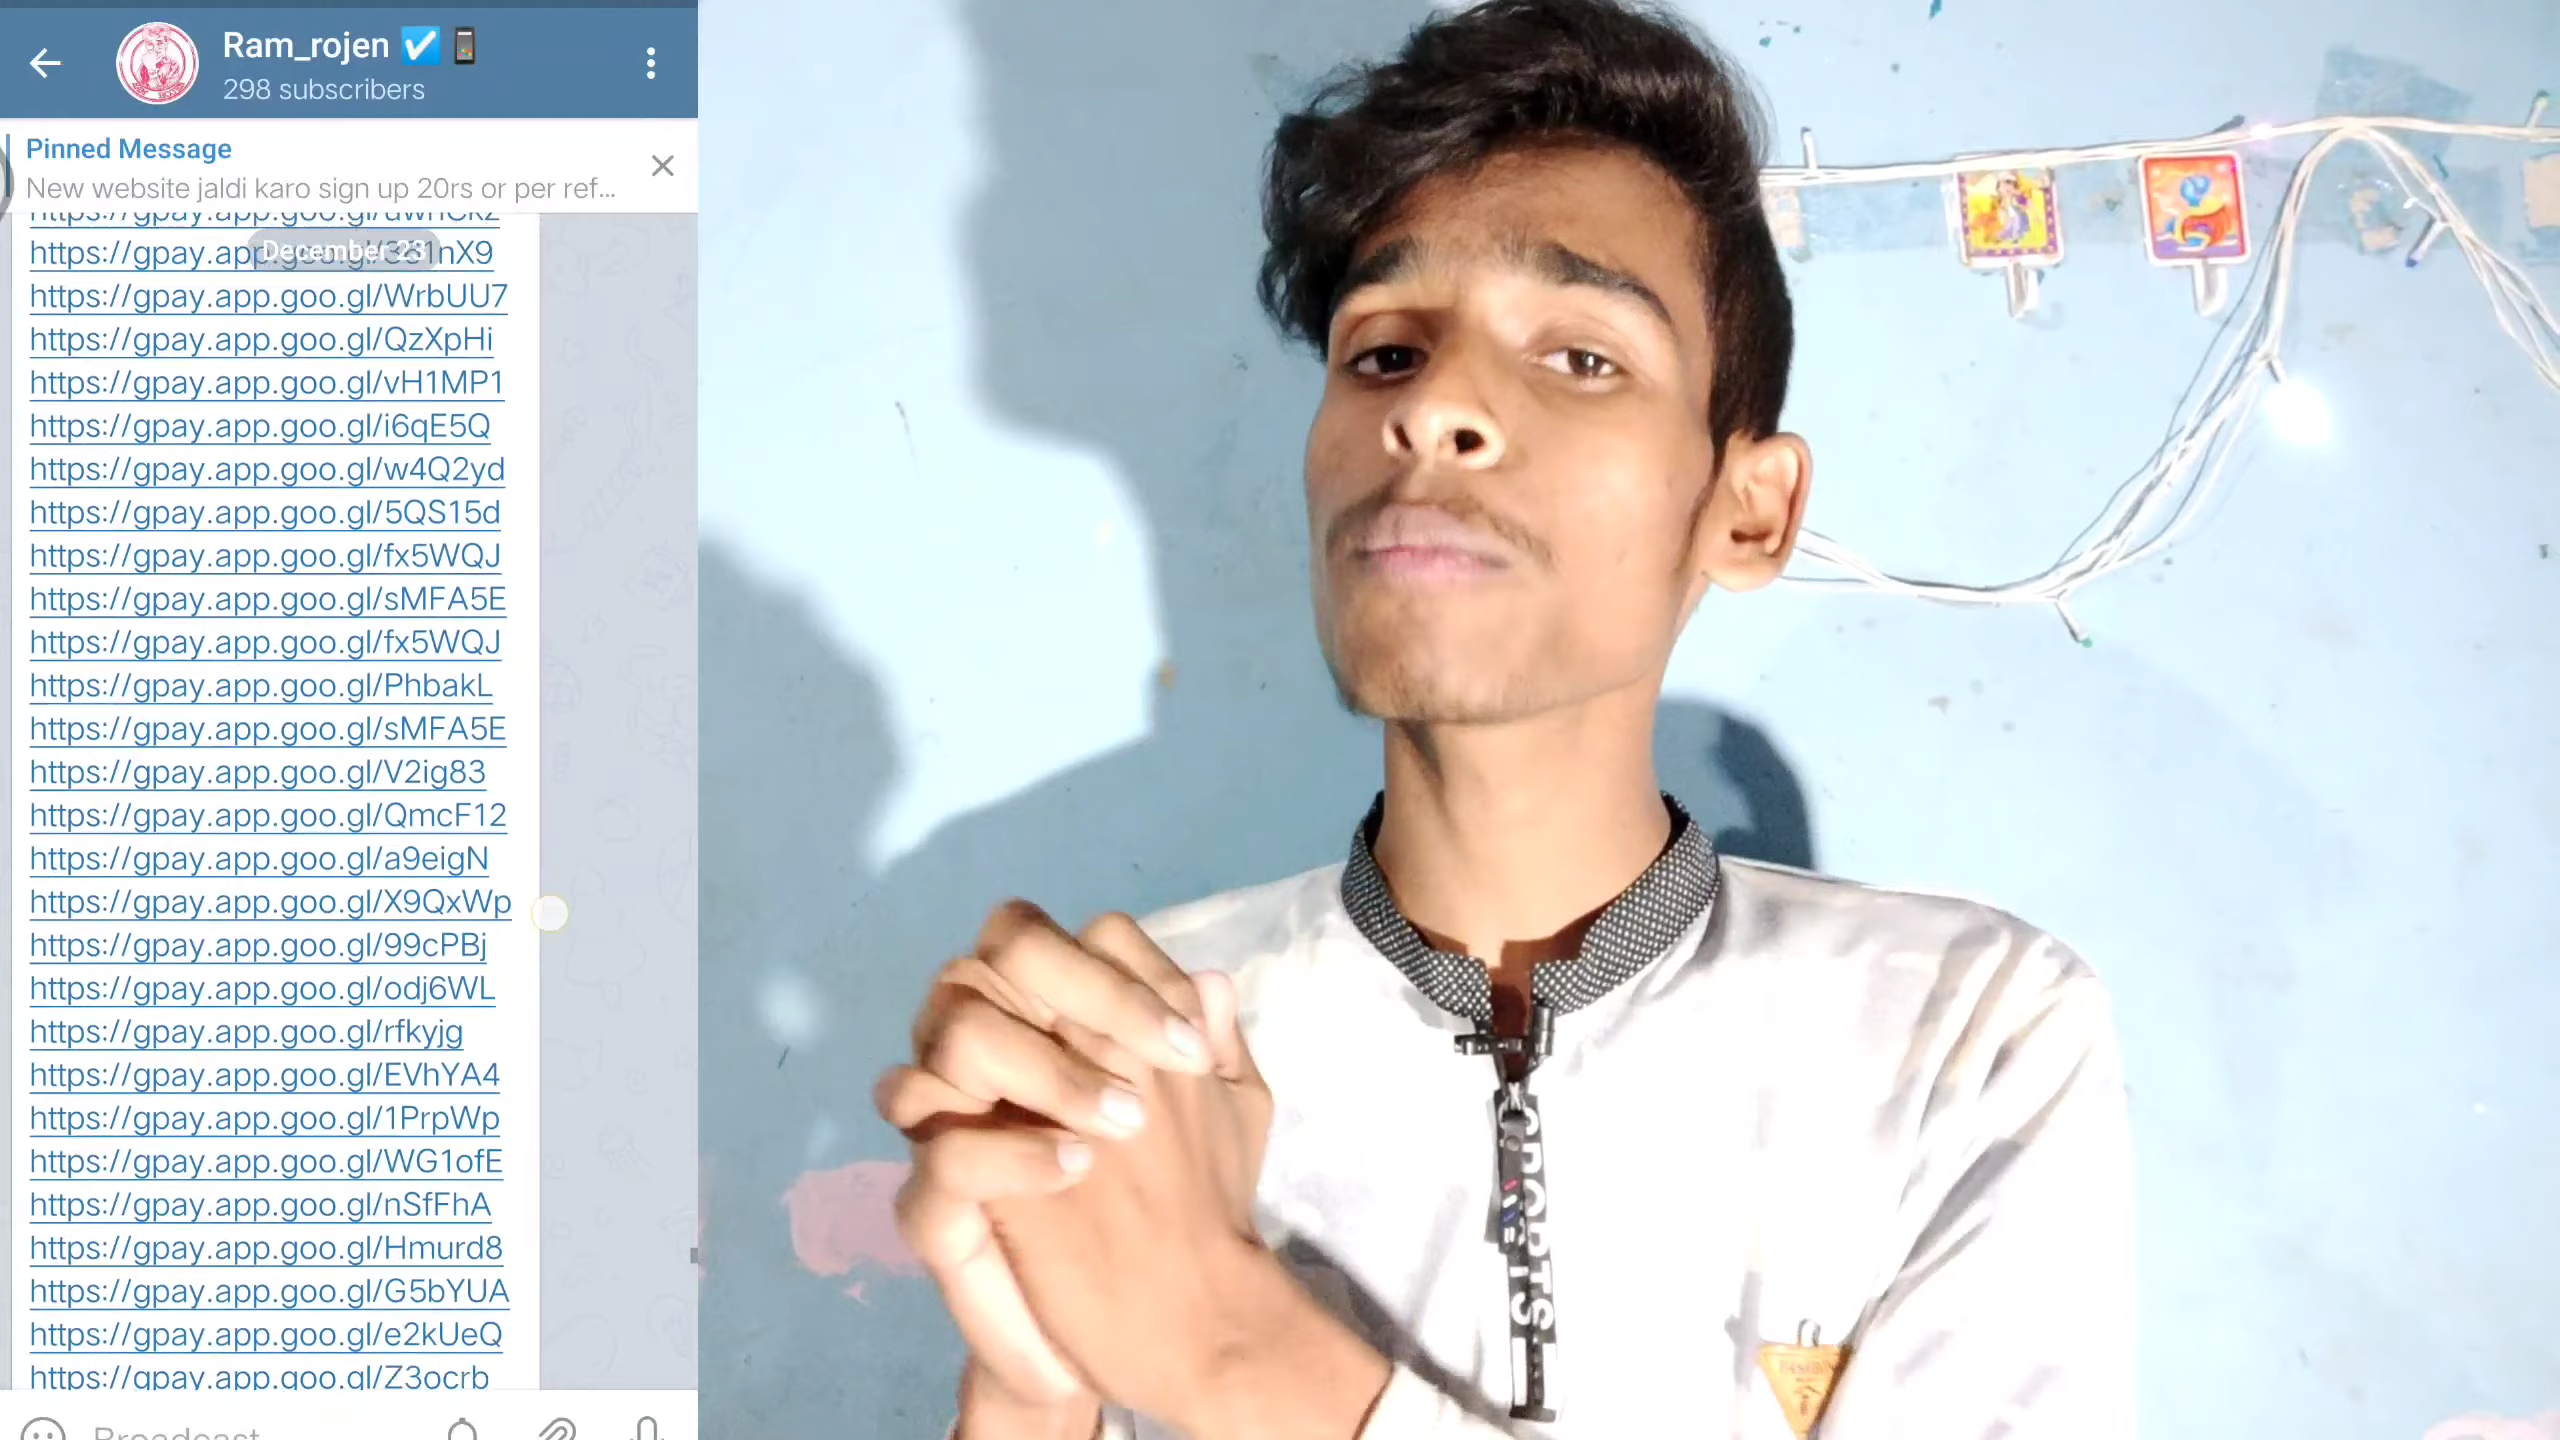 Ram_rojen
298 subscribers
Pinned Message
New website jaldi karo sign up 20rs or per ref...
December 23
https://gpay.app.goo.gl/WrbUU7
https://gpay.app.goo.gl/QzXpHi
https://gpay.app.goo.gl/vH1MP1
https://gpay.app.goo.gl/i6qE5Q
https://gpay.app.goo.gl/w4Q2yd
https://gpay.app.goo.gl/5QS15d
https://gpay.app.goo.gl/fx5WQJ
https://gpay.app.goo.gl/sMFA5E
https://gpay.app.goo.gl/fx5WQJ
https://gpay.app.goo.gl/PhbakL
https://gpay.app.goo.gl/sMFA5E
https://gpay.app.goo.gl/V2ig83
https://gpay.app.goo.gl/QmcF12
https://gpay.app.goo.gl/a9eigN
https://gpay.app.goo.gl/X9QxWp
https://gpay.app.goo.gl/99cPBj
https://gpay.app.goo.gl/odj6WL
https://gpay.app.goo.gl/rfkyjg
https://gpay.app.goo.gl/EVhYA4
https://gpay.app.goo.gl/1PrpWp
https://gpay.app.goo.gl/WG1ofE
https://gpay.app.goo.gl/nSfFhA
https://gpay.app.goo.gl/Hmurd8
https://gpay.app.goo.gl/G5bYUA
https://gpay.app.goo.gl/e2kUeQ
https://gpay.app.goo.gl/Z3ocrb
Broadcast